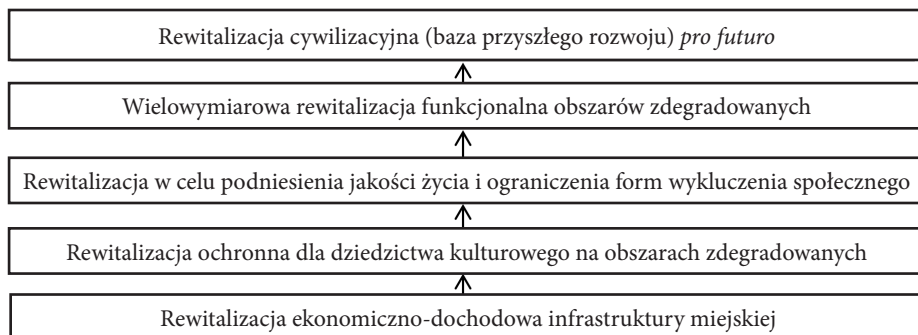 Rewitalizacja cywilizacyjna (baza przyszłego rozwoju) pro futuro
Wielowymiarowa rewitalizacja funkcjonalna obszarów zdegradowanych
Rewitalizacja w celu podniesienia jakości życia i ograniczenia form wykluczenia społecznego
Rewitalizacja ochronna dla dziedzictwa kulturowego na obszarach zdegradowanych
Rewitalizacja ekonomiczno-dochodowa infrastruktury miejskiej